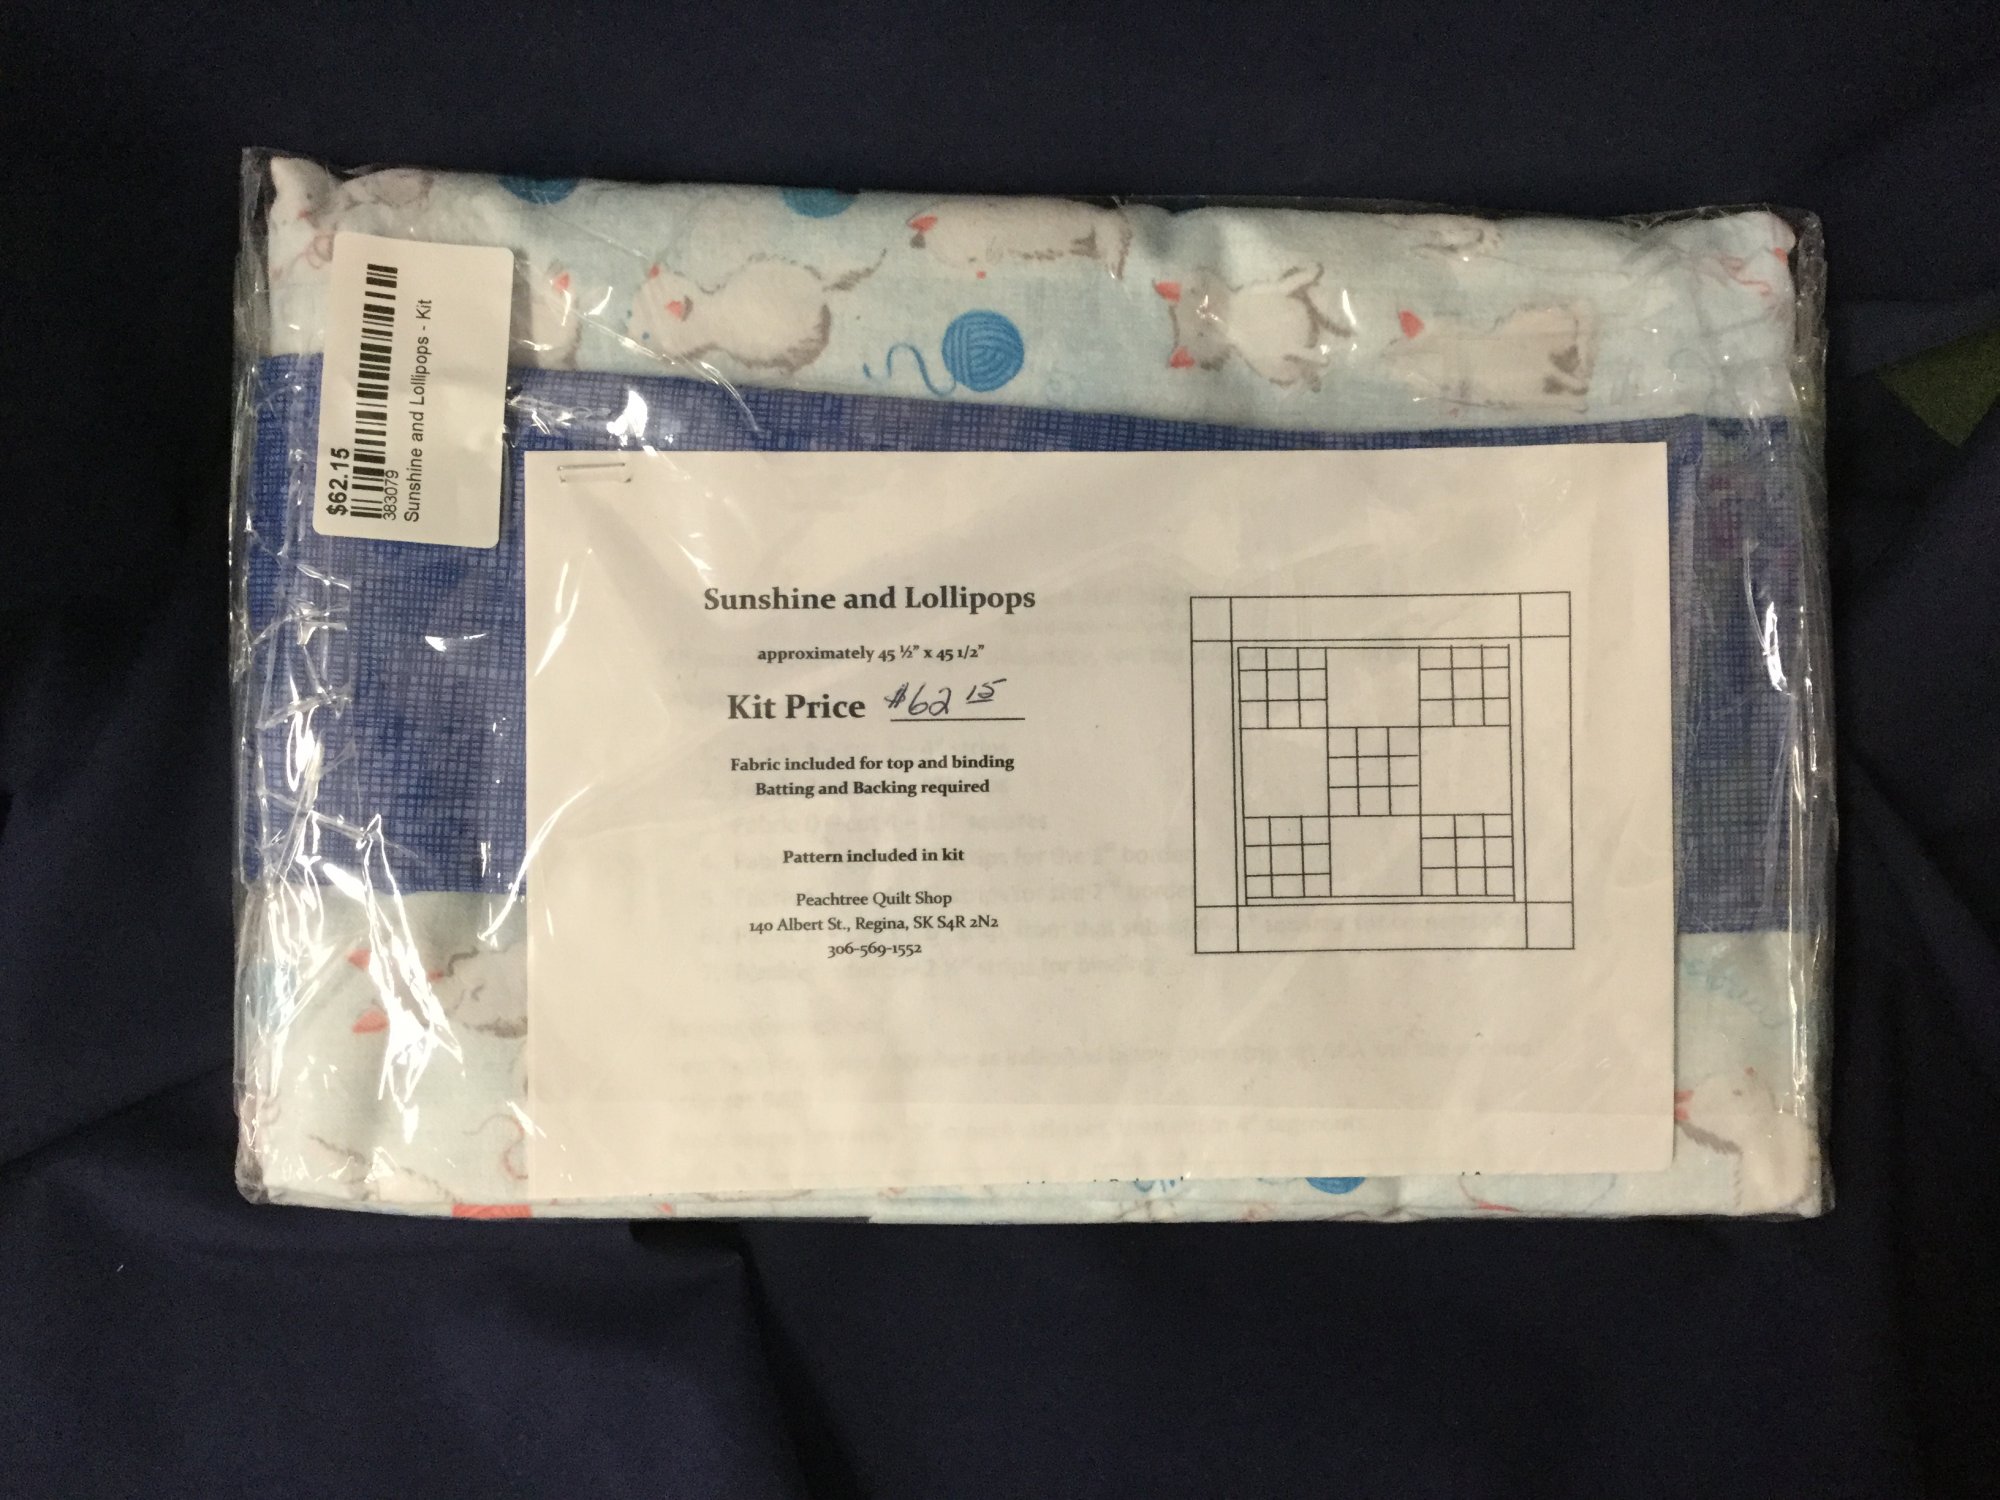 $62.15
383079
Sunshine and Lollipops - Kit
Sunshine and Lollipops
approximately 45 ½” x 45 1/2”
Kit Price $62 15
Fabric included for top and binding
Batting and Backing required
Pattern included in kit
Peachtree Quilt Shop
140 Albert St., Regina, SK S4R 2N2
306-569-1552